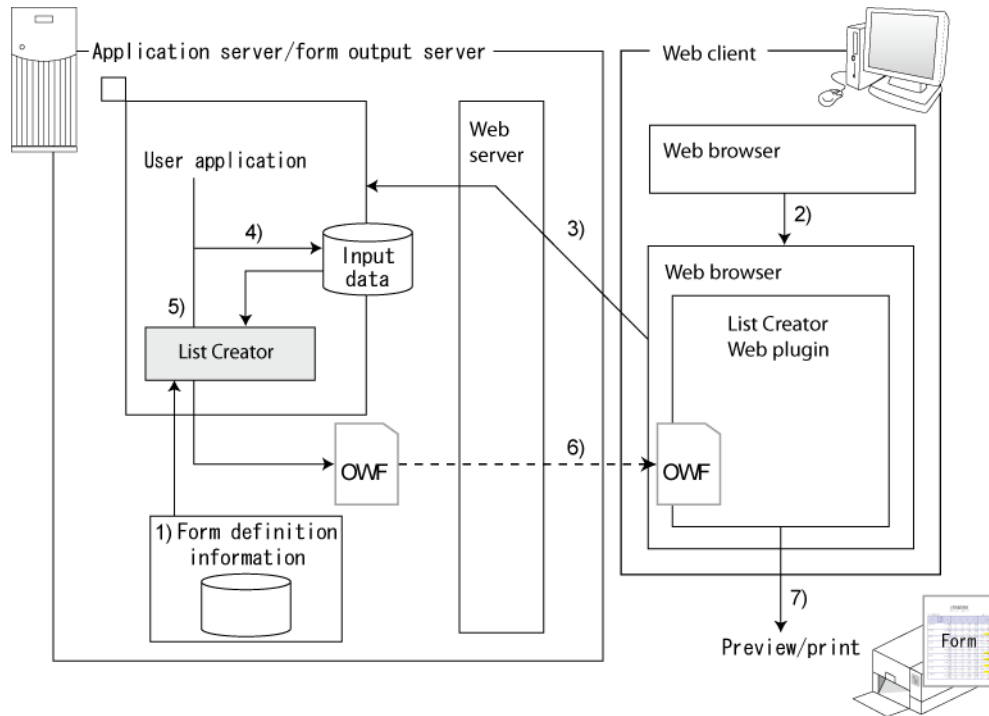 Application server/form output server
Web client
User application
Web
server
Web browser
2)
3)
4)
Input
data
Web browser
5)
List Creator
List Creator
Web plugin
OWF
6)
OWF
1) Form definition
information
7)
Preview/print
Form